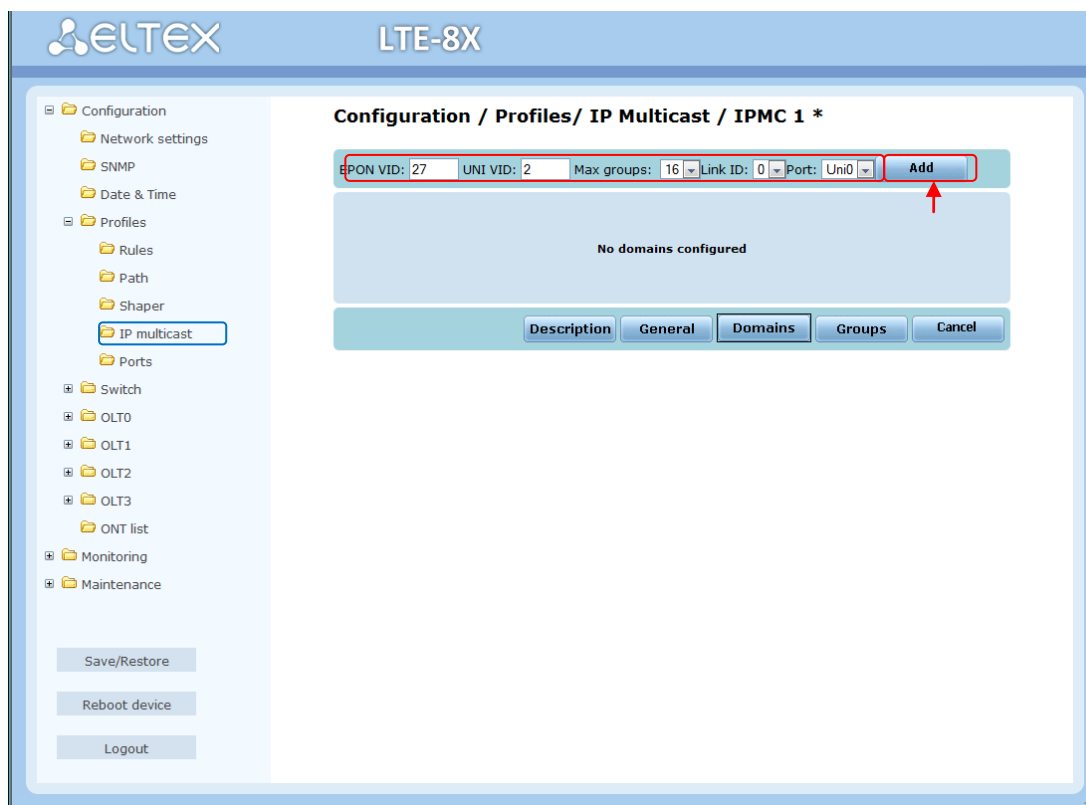 ELTEX
LTE-8X
Configuration
Network settings
SNMP
Date & Time
Profiles
Rules
Path
Shaper
IP multicast
Ports
Switch
OLT0
OLT1
OLT2
OLT3
ONT list
Monitoring
Maintenance
Save/Restore
Reboot device
Logout
Configuration / Profiles/ IP Multicast / IPMC 1 *
EPON VID: 27 UNI VID: 2 Max groups: 16 Link ID: 0 Port: Uni0 Add
No domains configured
Description General Domains Groups Cancel